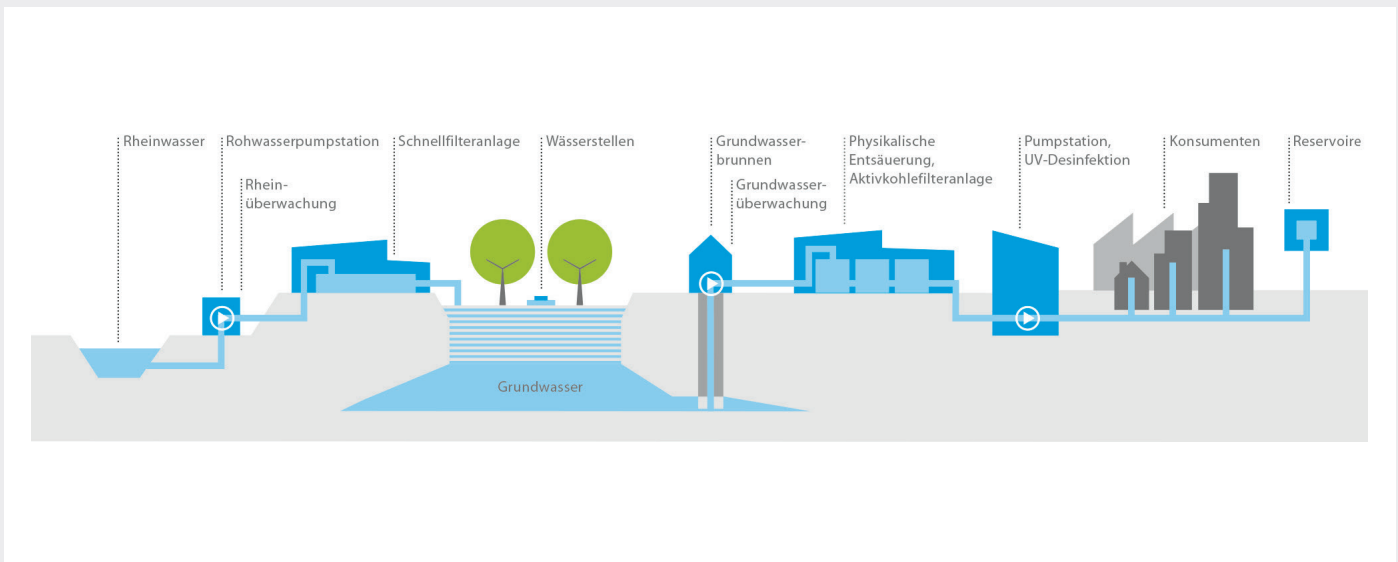 Rheinwasser
Rohwasserpumpstation
Rhein-
überwachung
Schnellfilteranlage
Wässerstellen
Grundwasser-
brunnen
Grundwasser-
überwachung
Physikalische
Entsäuerung,
Aktivkohlefilteranlage
Pumpstation,
UV-Desinfektion
Konsumenten
Reservoire
Grundwasser